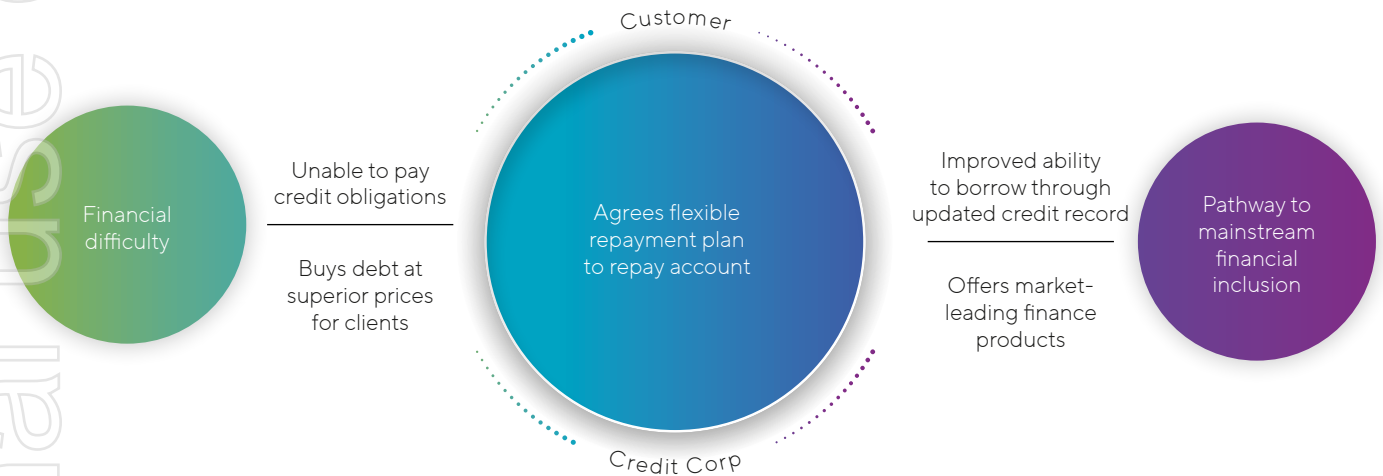 Customer
Financial
difficulty
Unable to pay
credit obligations
Buys debt at
superior prices
for clients
Agrees flexible
repayment plan
to repay account
Improved ability
to borrow through
updated credit record
Offers market-
leading finance
products
Pathway to
mainstream
financial
inclusion
Credit Corp
use